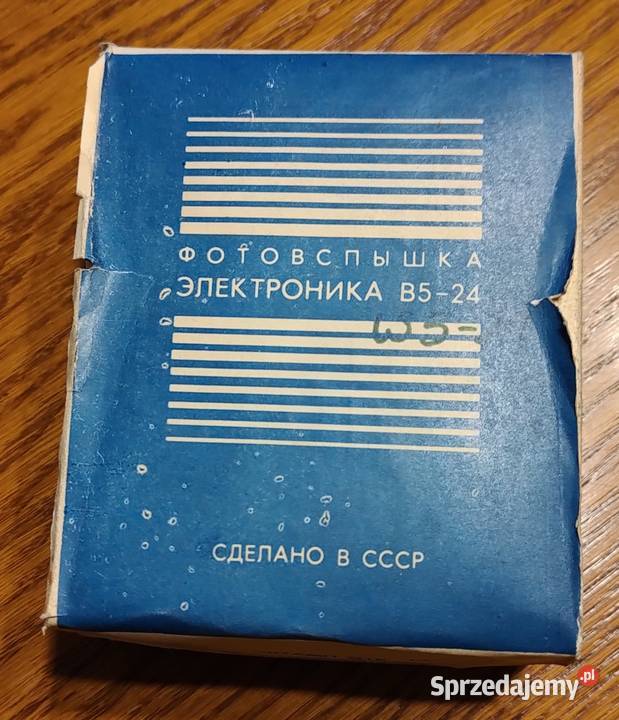 ФОТОВСПЫШКА
ЭЛЕКТРОНИКА В5-24
СДЕЛАНО В СССР
Sprzedajemy.pl